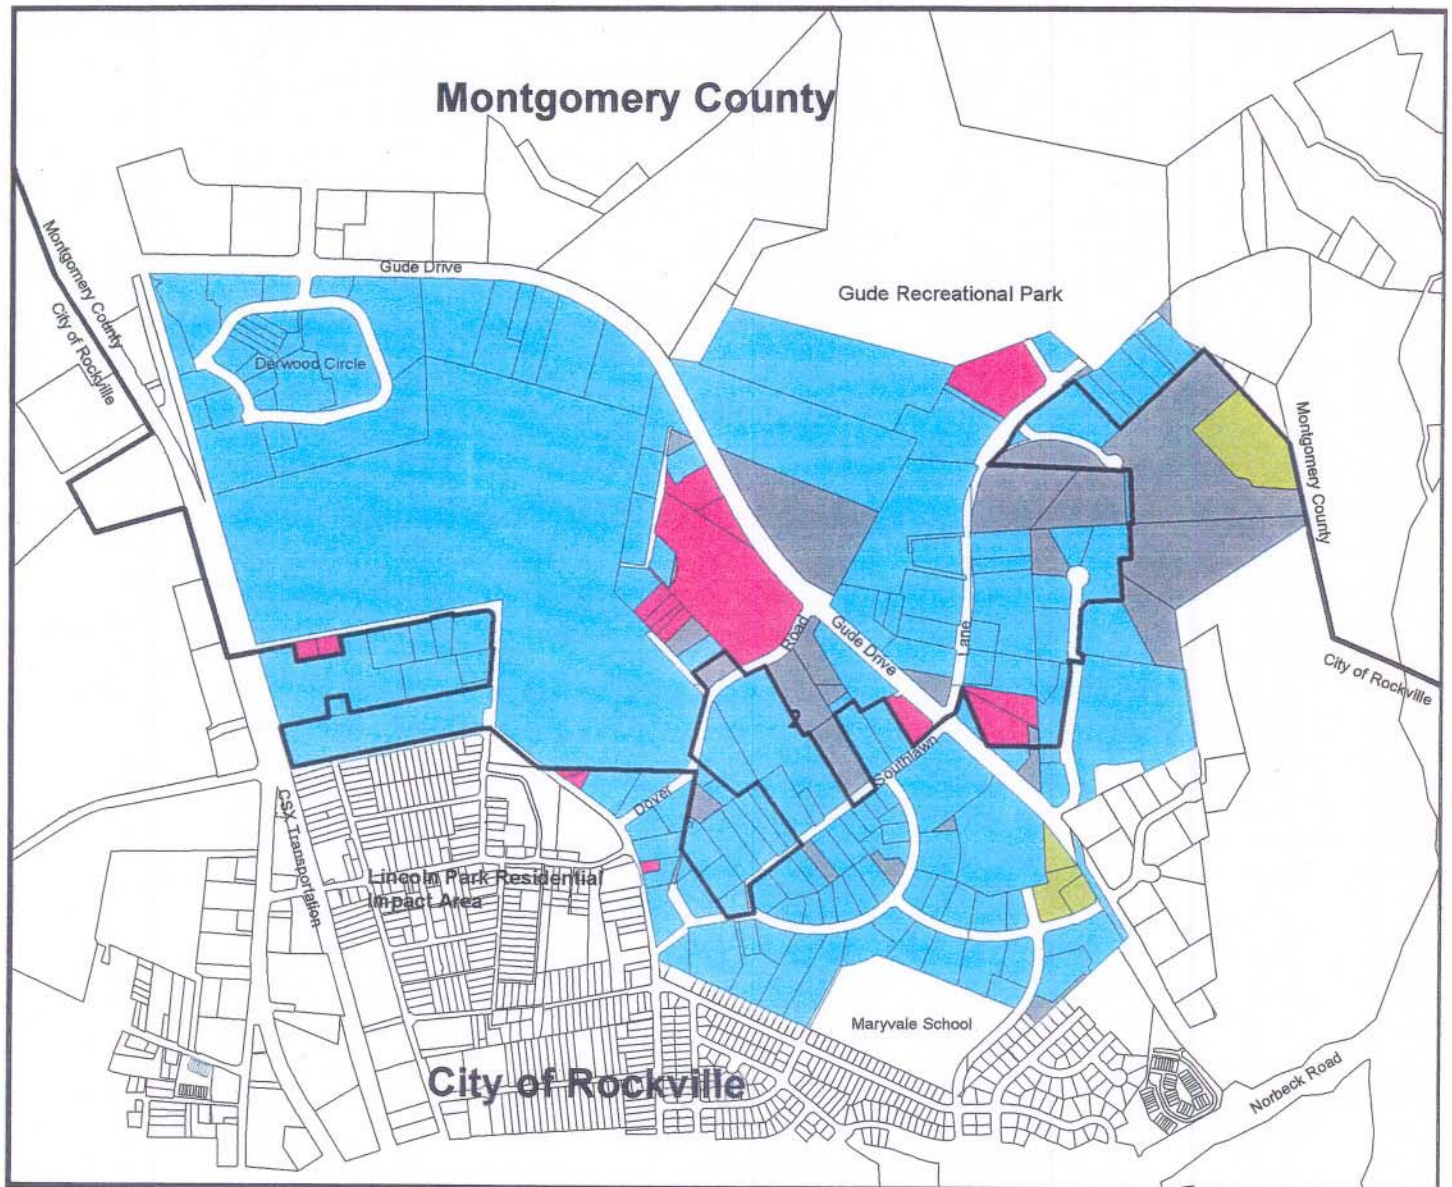 Montgomery County
Gude Drive
Montgomery County
City of Rockville
Gude Recreational Park
Derwood Circle
Montgomery County
City of Rockville
Road
Gude Drive
Lane
Southlawn
Dover
CSX Transportation
Lincoln Park Residential
Impact Area
Maryvale School
City of Rockville
Norbeck Road